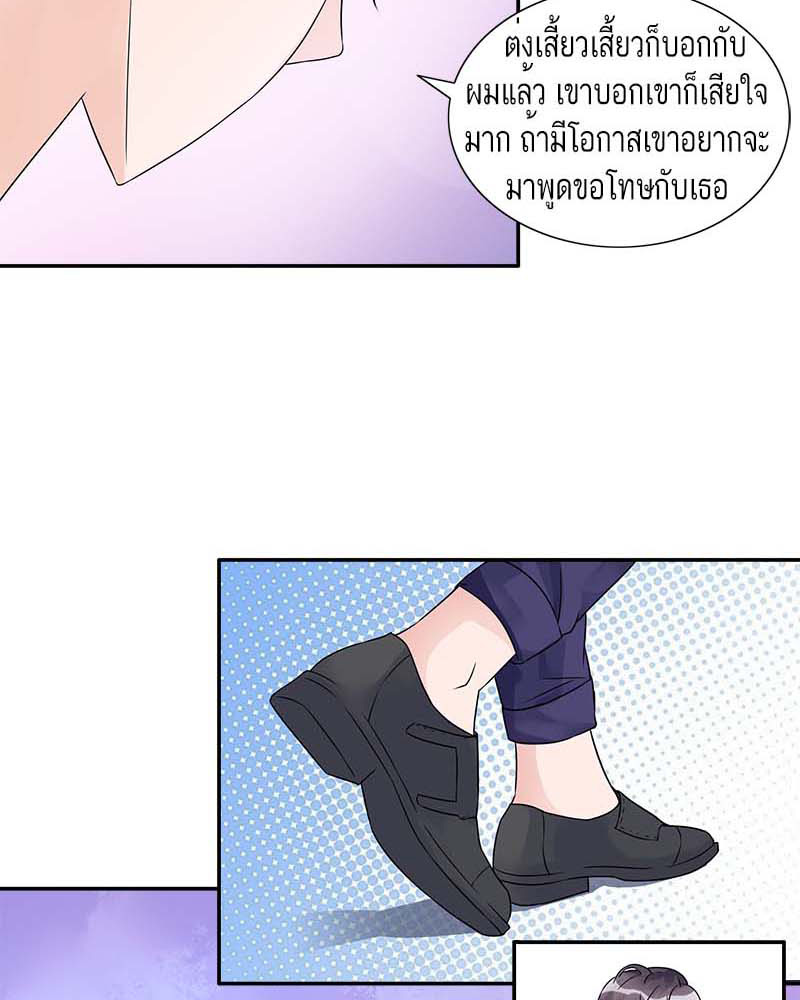 ต่งเสี้ยวเสี้ยวก็บอกกับ
ผมแล้ว เขาบอกเขาก็เสียใจ
มาก ถ้ามีโอกาสเขาอยากจะ
มาพูดขอโทษกับเธอ